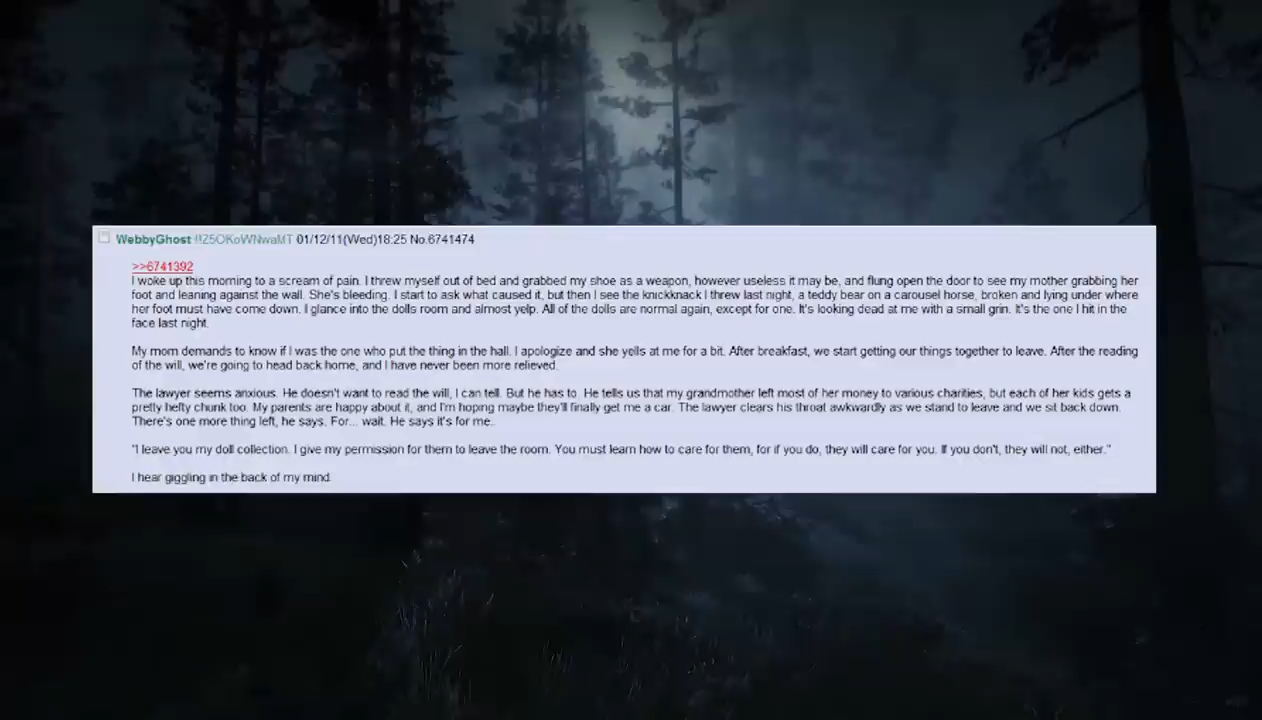 WebbyGhost !!Z5OKoWNwaMT 01/12/11(Wed)18:25 No.6741474
>>6741392
I woke up this morning to a scream of pain. I threw myself out of bed and grabbed my shoe as a weapon, however useless it may be, and flung open the door to see my mother grabbing her
foot and leaning against the wall. She's bleeding. I start to ask what caused it, but then I see the knickknack I threw last night, a teddy bear on a carousel horse, broken and lying under where
her foot must have come down. I glance into the dolls room and almost yelp. All of the dolls are normal again, except for one. It's looking dead at me with a small grin. It's the one I hit in the
face last night.
My mom demands to know if I was the one who put the thing in the hall. I apologize and she yells at me for a bit. After breakfast, we start getting our things together to leave. After the reading
of the will, we're going to head back home, and I have never been more relieved.
The lawyer seems anxious. He doesn't want to read the will, I can tell. But he has to. He tells us that my grandmother left most of her money to various charities, but each of her kids gets a
pretty hefty chunk too. My parents are happy about it, and I'm hoping maybe they'll finally get me a car. The lawyer clears his throat awkwardly as we stand to leave and we sit back down.
There's one more thing left, he says. For... wait. He says it's for me.
"I leave you my doll collection. I give my permission for them to leave the room. You must learn how to care for them, for if you do, they will care for you. If you don't, they will not, either."
I hear giggling in the back of my mind.